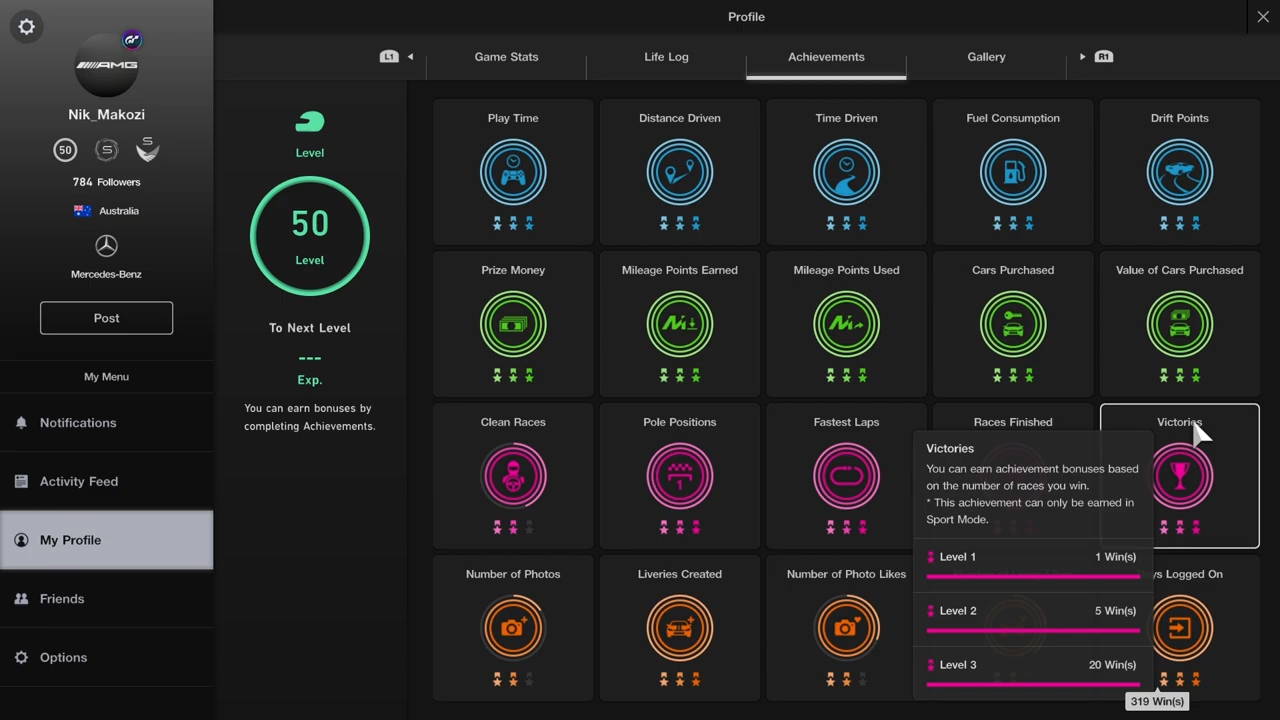 Profile
L1
Game Stats
Life Log
Achievements
Gallery
R1
AMG
Nik_Makozi
50
S
S
784 Followers
Australia
Mercedes-Benz
Post
My Menu
Notifications
Activity Feed
My Profile
Friends
Options
Level
50
Level
To Next Level
---
Exp.
You can earn bonuses by
completing Achievements.
Play Time
Distance Driven
Time Driven
Fuel Consumption
Drift Points
Prize Money
Mileage Points Earned
Mileage Points Used
Cars Purchased
Value of Cars Purchased
Clean Races
Pole Positions
1
Fastest Laps
Races Finished
Victories
Victories
You can earn achievement bonuses based
on the number of races you win.
* This achievement can only be earned in
Sport Mode.
Level 1 1 Win(s)
Level 2 5 Win(s)
Level 3 20 Win(s)
319 Win(s)
Number of Photos
Liveries Created
Number of Photo Likes
Logged On